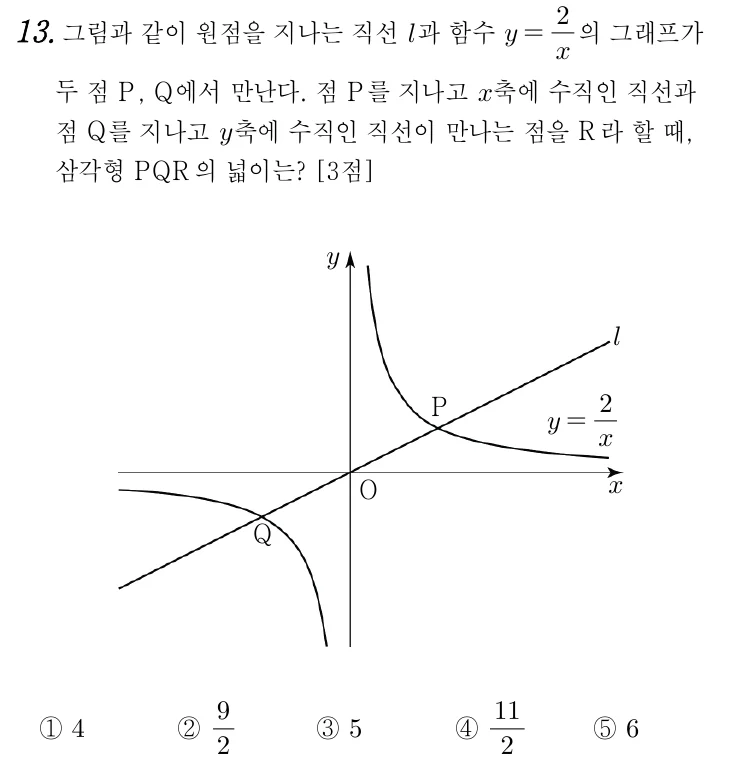 13. 그림과 같이 원점을 지나는 직선 l과 함수 y = 2/x의 그래프가
두 점 P, Q에서 만난다. 점 P를 지나고 x축에 수직인 직선과
점 Q를 지나고 y축에 수직인 직선이 만나는 점을 R라 할 때,
삼각형 PQR의 넓이는? [3점]
y
l
P
y = 2/x
O
x
Q
① 4 ② 9/2 ③ 5 ④ 11/2 ⑤ 6